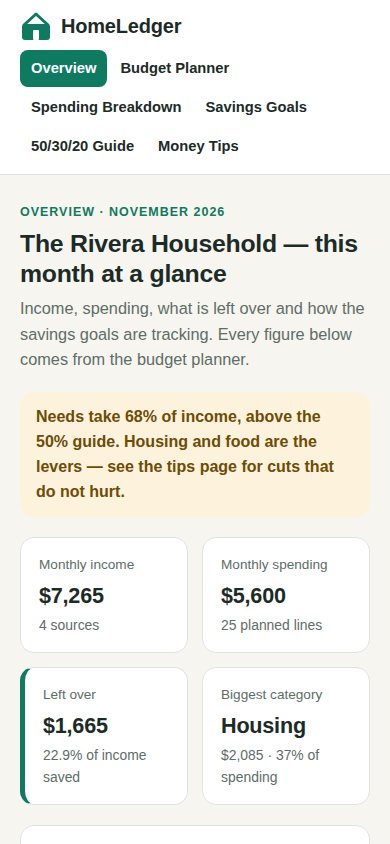 HomeLedger
Overview Budget Planner
Spending Breakdown Savings Goals
50/30/20 Guide Money Tips
OVERVIEW · NOVEMBER 2026
The Rivera Household — this
month at a glance
Income, spending, what is left over and how the
savings goals are tracking. Every figure below
comes from the budget planner.
Needs take 68% of income, above the
50% guide. Housing and food are the
levers — see the tips page for cuts that
do not hurt.
Monthly income
$7,265
4 sources
Monthly spending
$5,600
25 planned lines
Left over
$1,665
22.9% of income
saved
Biggest category
Housing
$2,085 · 37% of
spending